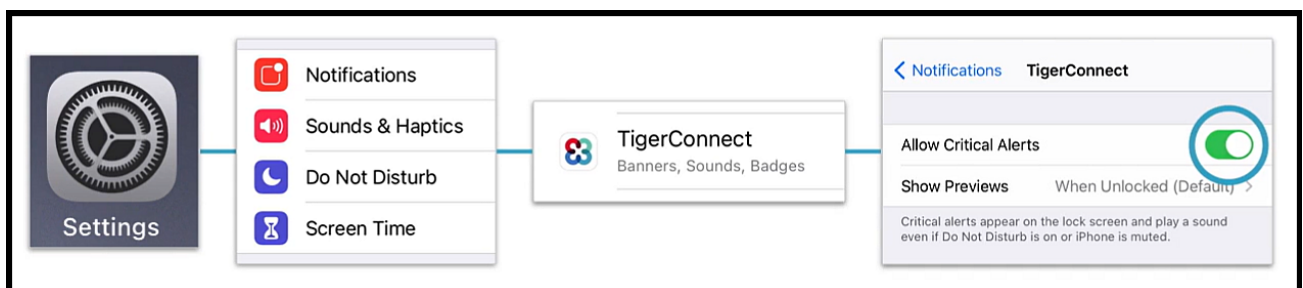 Settings
Notifications
Sounds & Haptics
Do Not Disturb
Screen Time
TigerConnect
Banners, Sounds, Badges
Notifications TigerConnect
Allow Critical Alerts
Show Previews When Unlocked (Default)
Critical alerts appear on the lock screen and play a sound
even if Do Not Disturb is on or iPhone is muted.